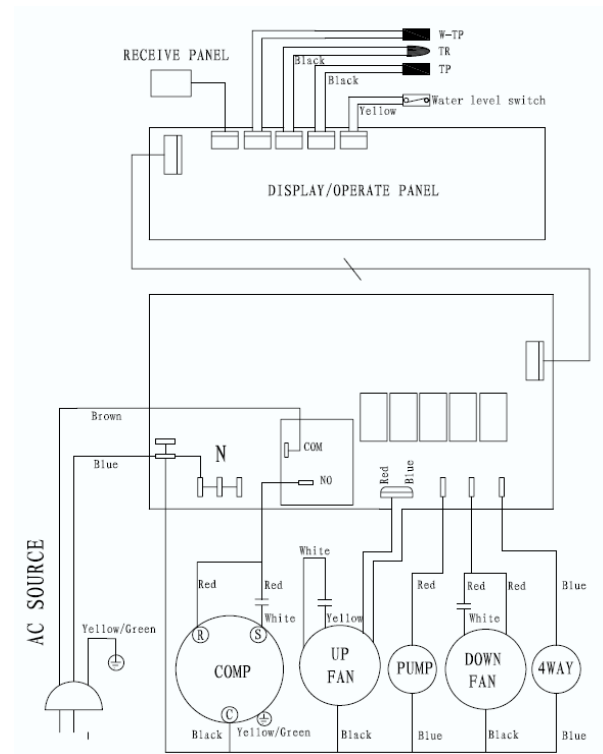 W-TP
RECEIVE PANEL
TR
Black
TP
Black
Water level switch
Yellow
DISPLAY/OPERATE PANEL
Brown
COM
N
Blue
Red
Blue
NO
AC SOURCE
White
Red
Red
Red
Red
Red
Blue
White
Yellow
White
Yellow/Green
R
S
UP
FAN
PUMP
DOWN
FAN
4WAY
COMP
C
Black
Yellow/Green
Black
Blue
Black
Blue